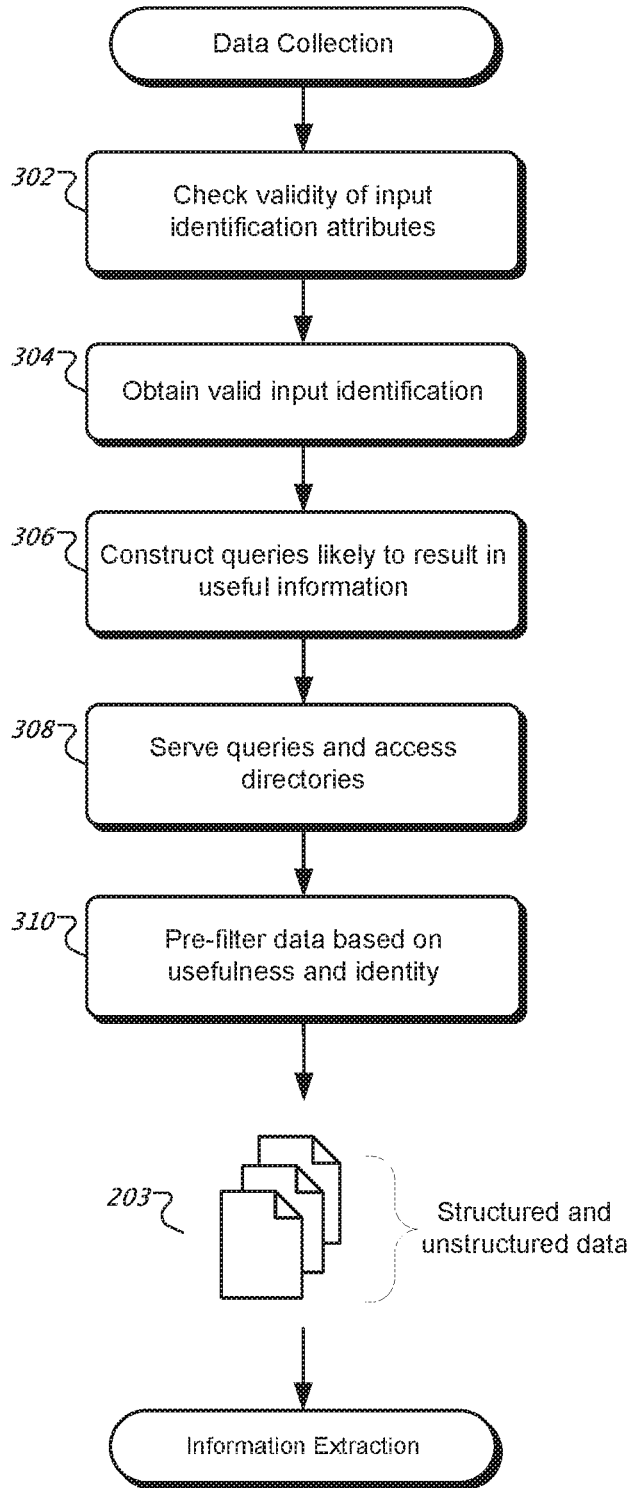 Data Collection
302
Check validity of input
identification attributes
304
Obtain valid input identification
306
Construct queries likely to result in
useful information
308
Serve queries and access
directories
310
Pre-filter data based on
usefulness and identity
203
Structured and
unstructured data
Information Extraction